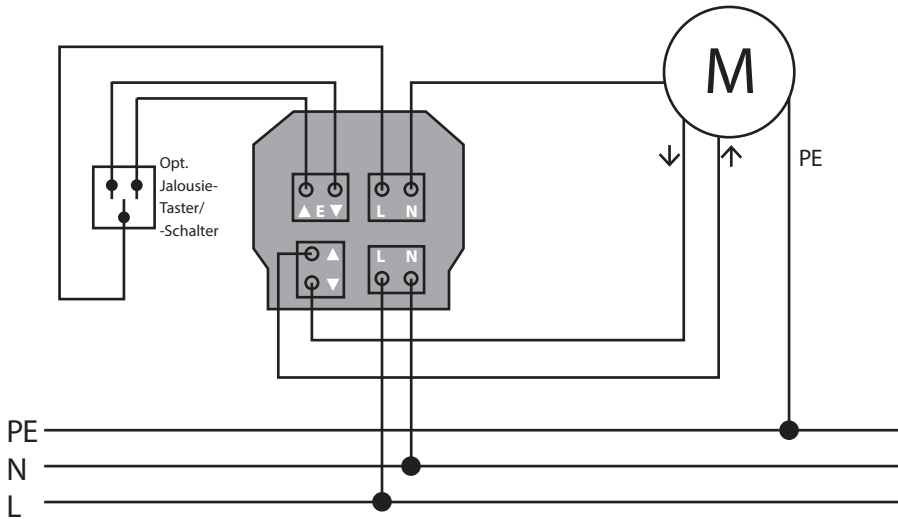 M
PE
Opt.
Jalousie-
Taster/
-Schalter
▲ E ▼ L N
▲ L N
▼
PE
N
L